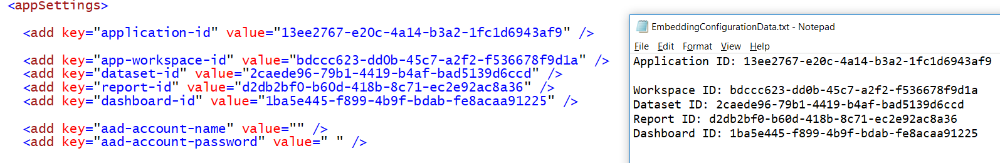 <appSettings>
<add key="application-id" value="13ee2767-e20c-4a14-b3a2-1fc1d6943af9" />
<add key="app-workspace-id" value="bdccc623-dd0b-45c7-a2f2-f536678f9d1a" />
<add key="dataset-id" value="2caede96-79b1-4419-b4af-bad5139d6ccd" />
<add key="report-id" value="d2db2bf0-b60d-418b-8c71-ec2e92ac8a36" />
<add key="dashboard-id" value="1ba5e445-f899-4b9f-bdab-fe8acaa91225" />
<add key="aad-account-name" value="" />
<add key="aad-account-password" value=" " />
EmbeddingConfigurationData.txt - Notepad
File Edit Format View Help
Application ID: 13ee2767-e20c-4a14-b3a2-1fc1d6943af9
Workspace ID: bdccc623-dd0b-45c7-a2f2-f536678f9d1a
Dataset ID: 2caede96-79b1-4419-b4af-bad5139d6ccd
Report ID: d2db2bf0-b60d-418b-8c71-ec2e92ac8a36
Dashboard ID: 1ba5e445-f899-4b9f-bdab-fe8acaa91225